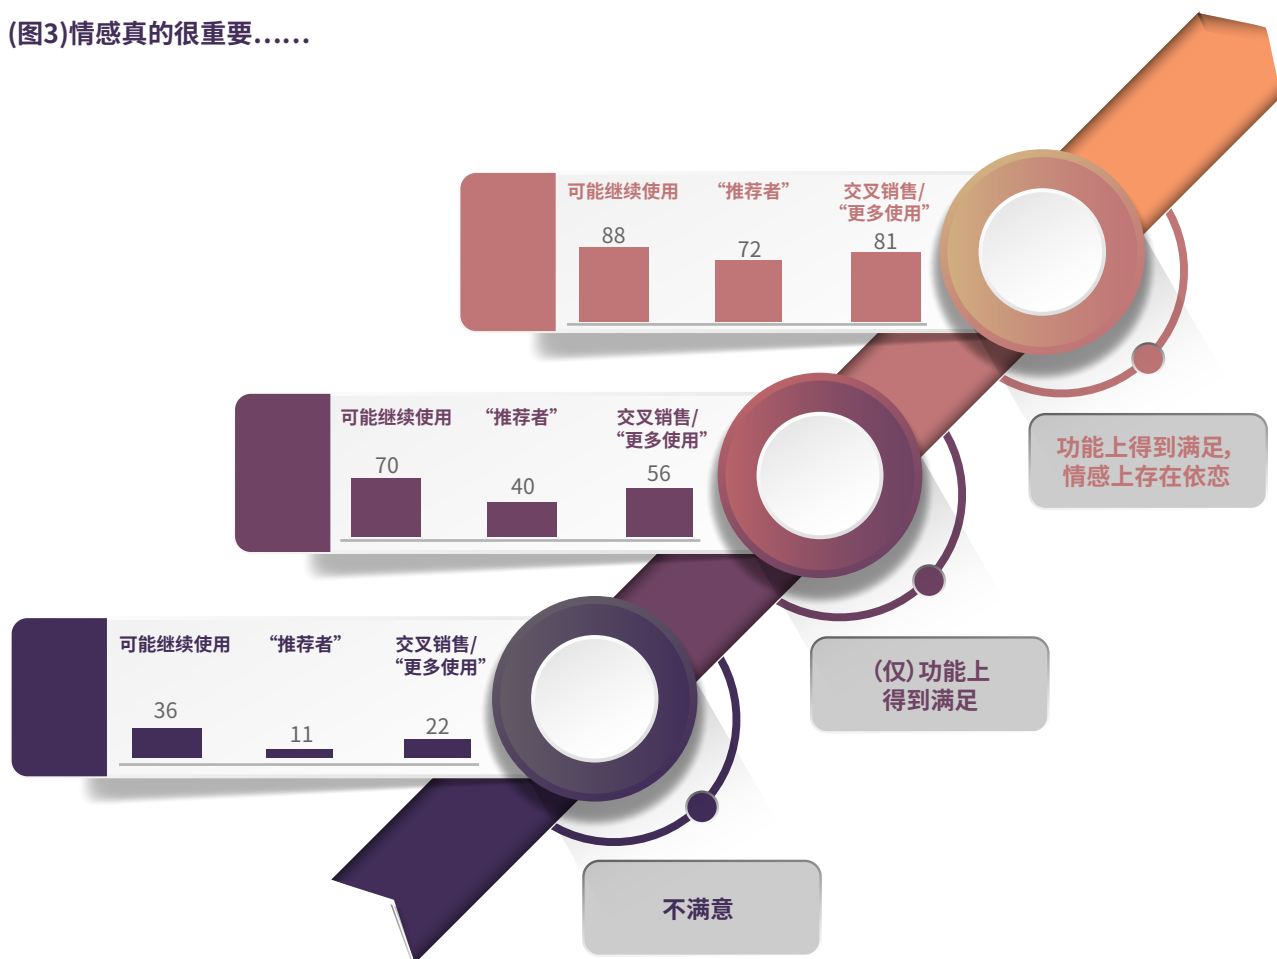 (图3)情感真的很重要……
可能继续使用
“推荐者”
交叉销售/
“更多使用”
88
72
81
功能上得到满足,
情感上存在依恋
可能继续使用
“推荐者”
交叉销售/
“更多使用”
70
40
56
(仅)功能上
得到满足
可能继续使用
“推荐者”
交叉销售/
“更多使用”
36
11
22
不满意